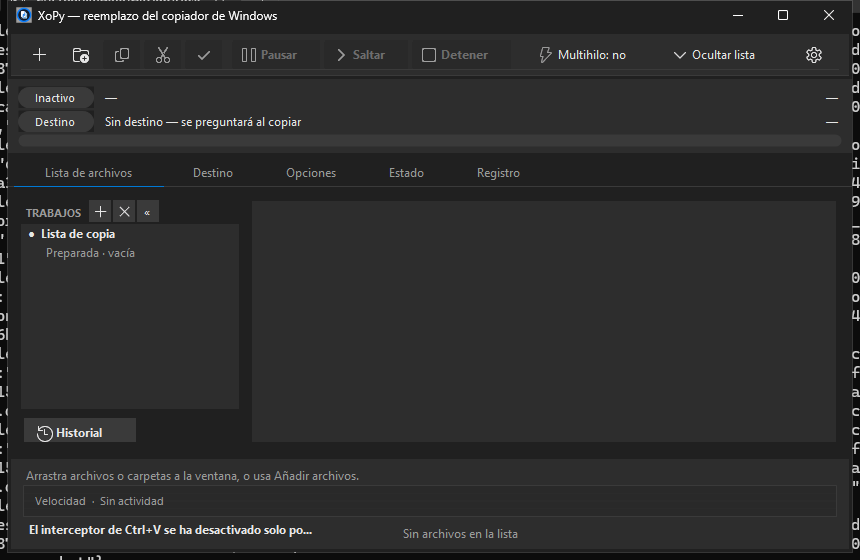 XoPy — reemplazo del copiador de Windows
Pausar Saltar Detener Multihilo: no Ocultar lista
Inactivo — —
Destino Sin destino — se preguntará al copiar —
Lista de archivos Destino Opciones Estado Registro
TRABAJOS + × «
• Lista de copia
Preparada · vacía
Historial
Arrastra archivos o carpetas a la ventana, o usa Añadir archivos.
Velocidad · Sin actividad
El interceptor de Ctrl+V se ha desactivado solo po...
Sin archivos en la lista